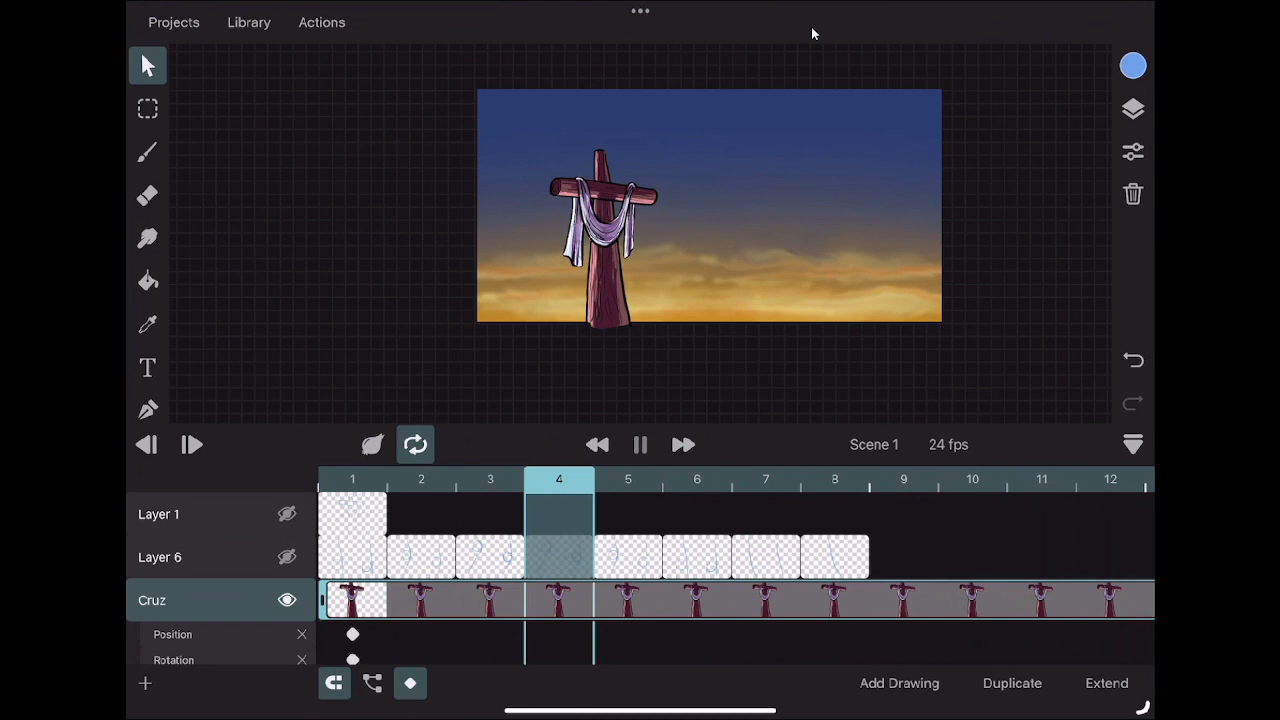 Projects Library Actions
T
Scene 1 24 fps
1 2 3 4 5 6 7 8 9 10 11 12
Layer 1
Layer 6
Cruz
Position
Rotation
Add Drawing Duplicate Extend